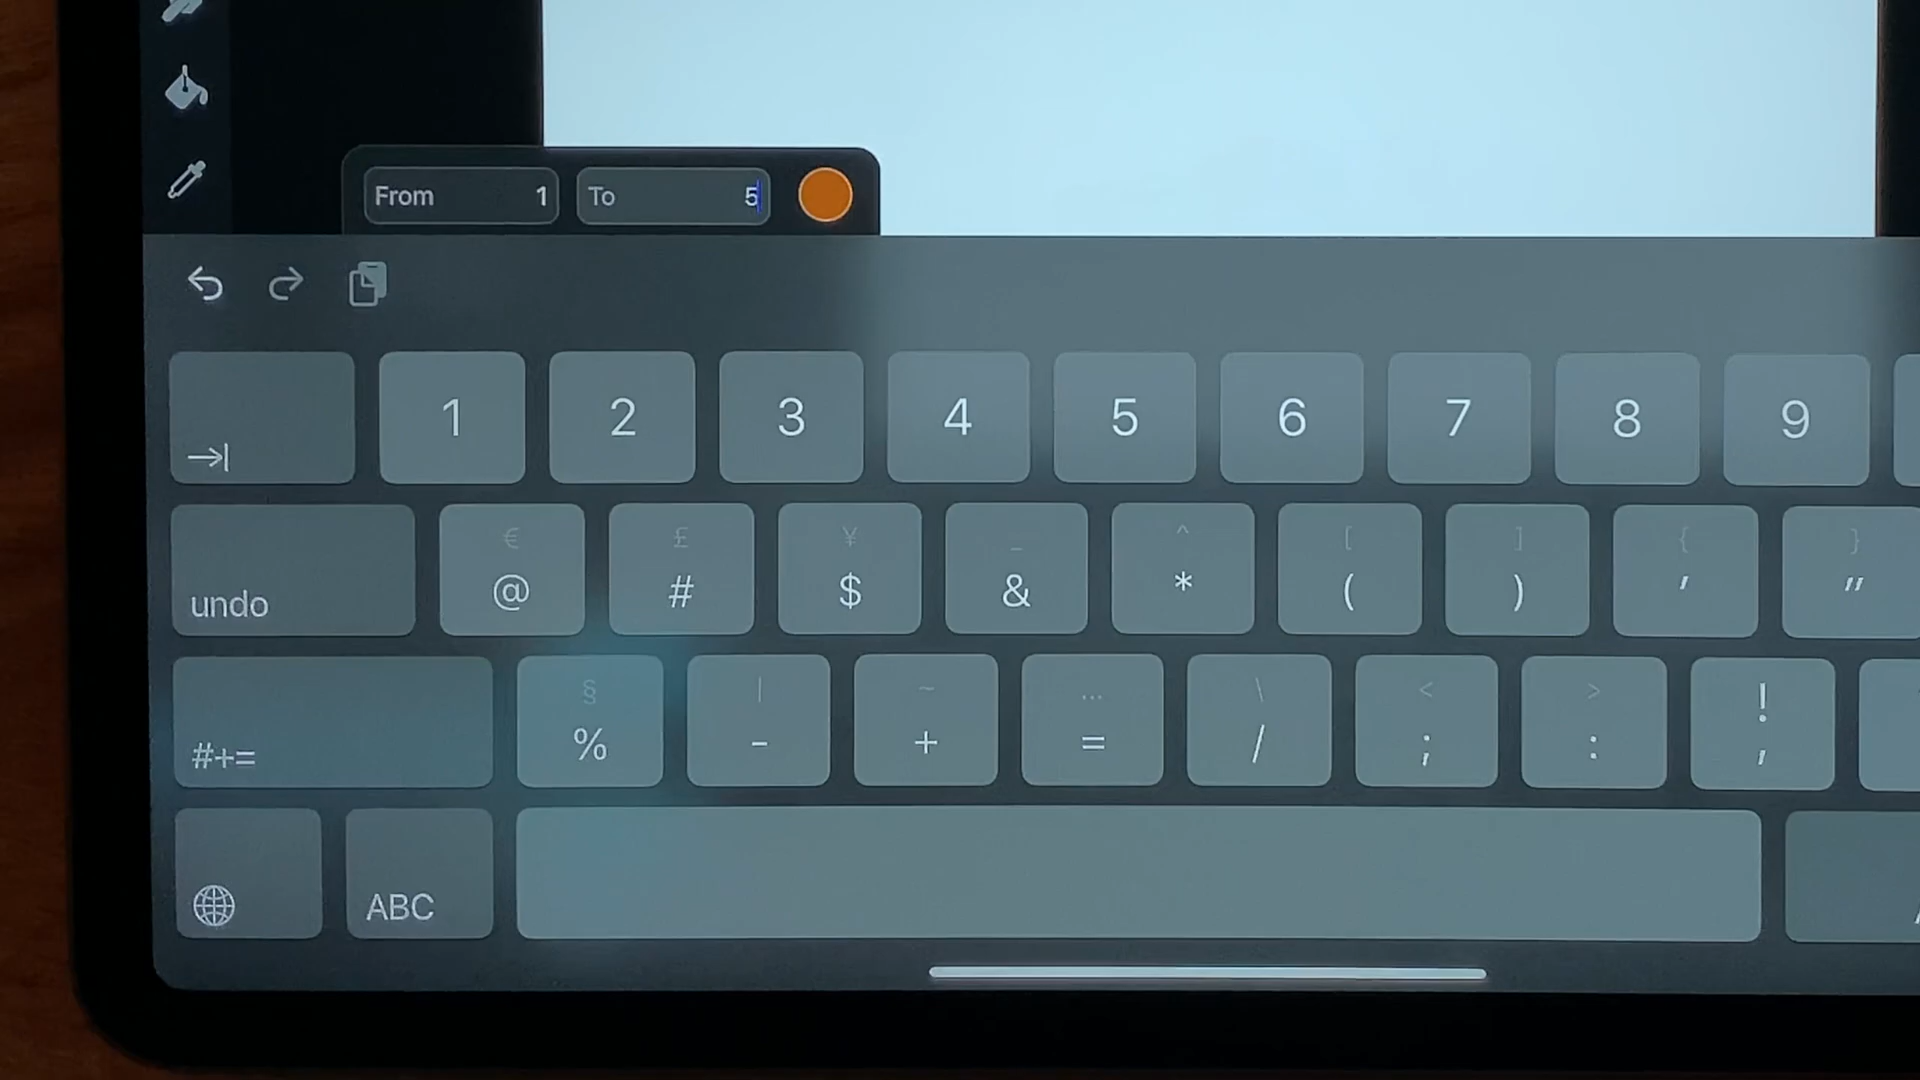 From 1 To 5
1 2 3 4 5 6 7 8 9
undo
€ £ ¥ _ ^ [ ] { }
@ # $ & * ( ) ' "
§ | ~ … \ < > !
#+= % - + = / ; : ,
ABC